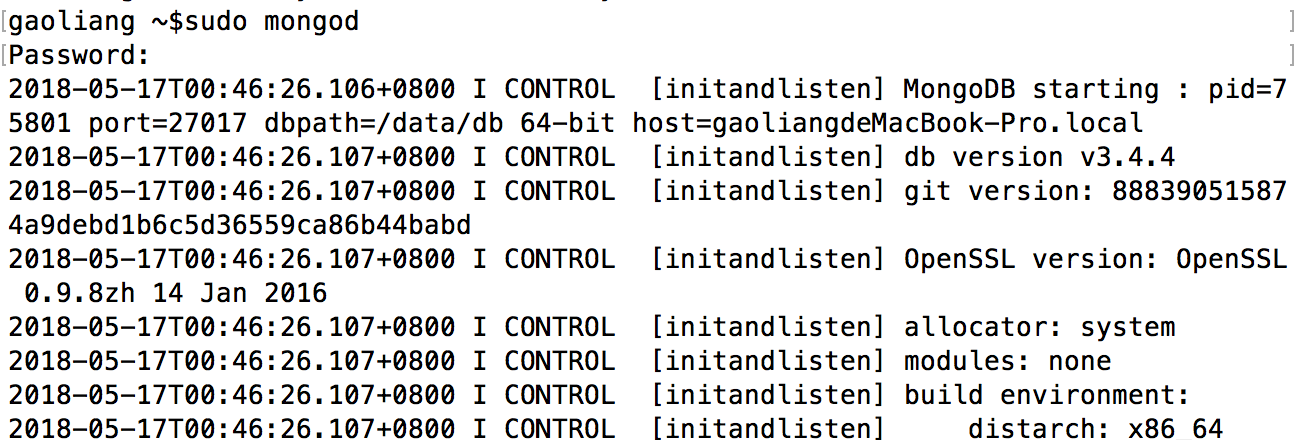 [gaoliang ~$sudo mongod ]
[Password: ]
2018-05-17T00:46:26.106+0800 I CONTROL  [initandlisten] MongoDB starting : pid=7
5801 port=27017 dbpath=/data/db 64-bit host=gaoliangdeMacBook-Pro.local
2018-05-17T00:46:26.107+0800 I CONTROL  [initandlisten] db version v3.4.4
2018-05-17T00:46:26.107+0800 I CONTROL  [initandlisten] git version: 88839051587
4a9debd1b6c5d36559ca86b44babd
2018-05-17T00:46:26.107+0800 I CONTROL  [initandlisten] OpenSSL version: OpenSSL
 0.9.8zh 14 Jan 2016
2018-05-17T00:46:26.107+0800 I CONTROL  [initandlisten] allocator: system
2018-05-17T00:46:26.107+0800 I CONTROL  [initandlisten] modules: none
2018-05-17T00:46:26.107+0800 I CONTROL  [initandlisten] build environment:
2018-05-17T00:46:26.107+0800 I CONTROL  [initandlisten]     distarch: x86_64